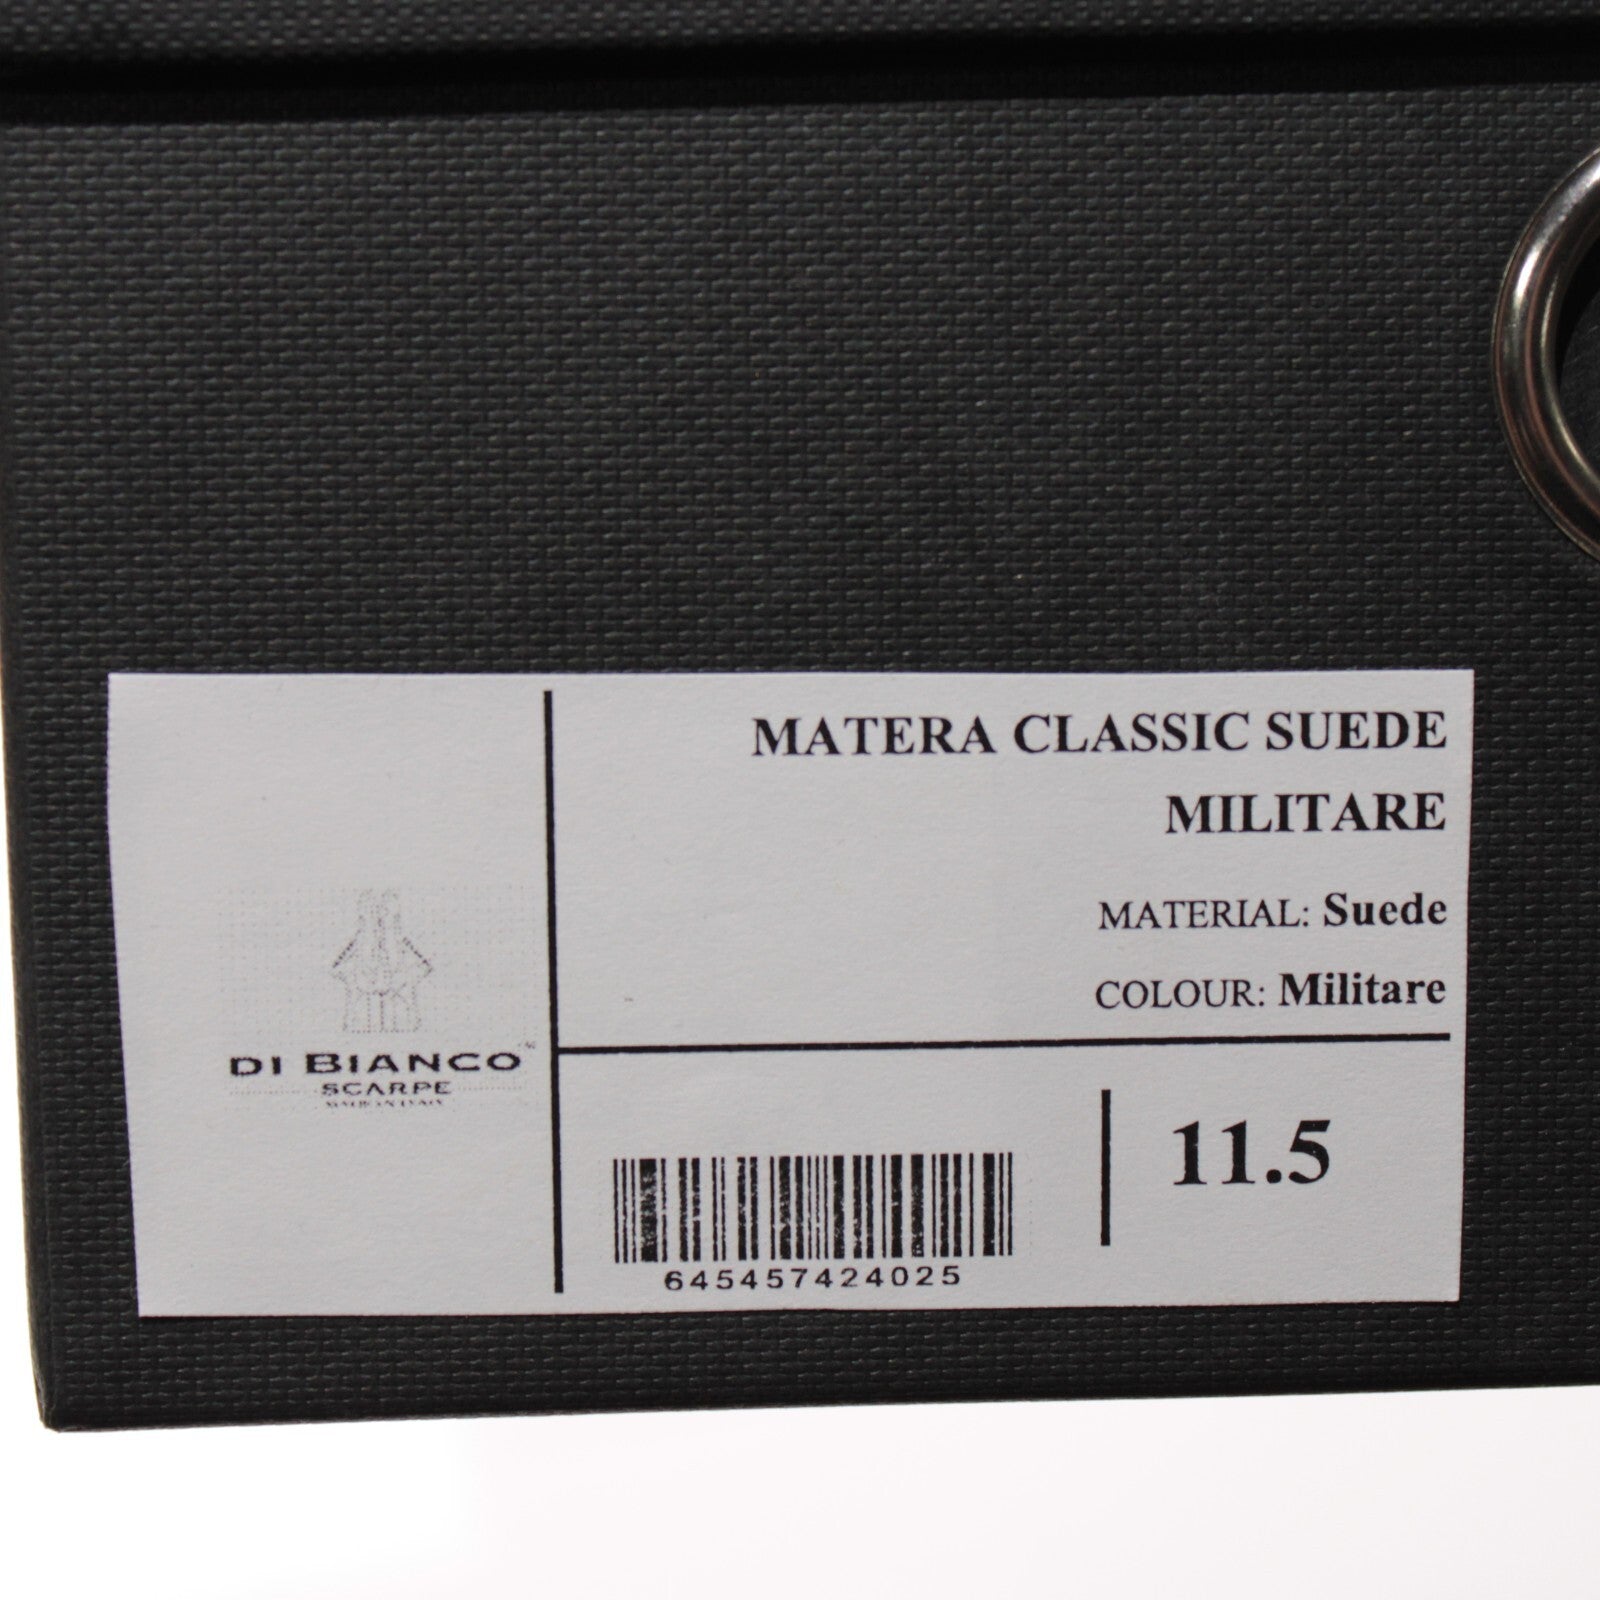 MATERA CLASSIC SUEDE
MILITARE
MATERIAL: Suede
COLOUR: Militare
DI BIANCO
SCARPE
11.5
645457424025